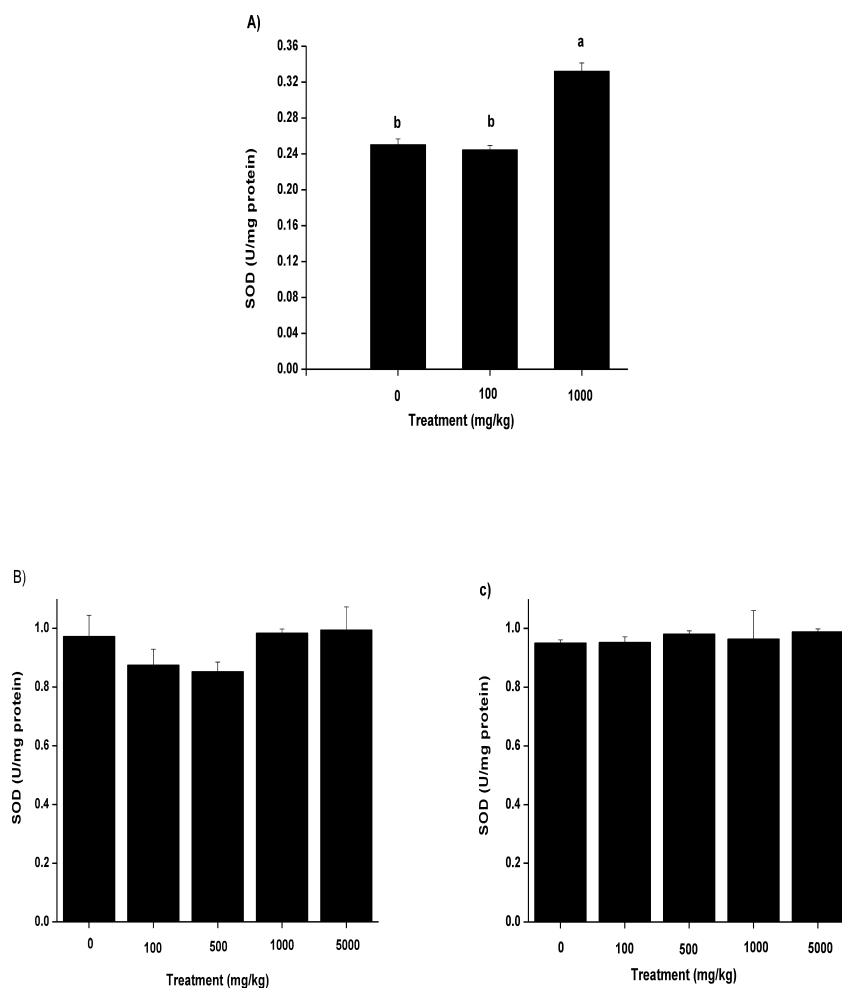 A)
0.36
0.32
0.28
0.24
0.20
0.16
0.12
0.08
0.04
0.00
SOD (U/mg protein)
b
b
a
0 100 1000
Treatment (mg/kg)
B)
1.0
0.8
0.6
0.4
0.2
0.0
SOD (U/mg protein)
0 100 500 1000 5000
Treatment (mg/kg)
c)
1.0
0.8
0.6
0.4
0.2
0.0
SOD (U/mg protein)
0 100 500 1000 5000
Treatment (mg/kg)